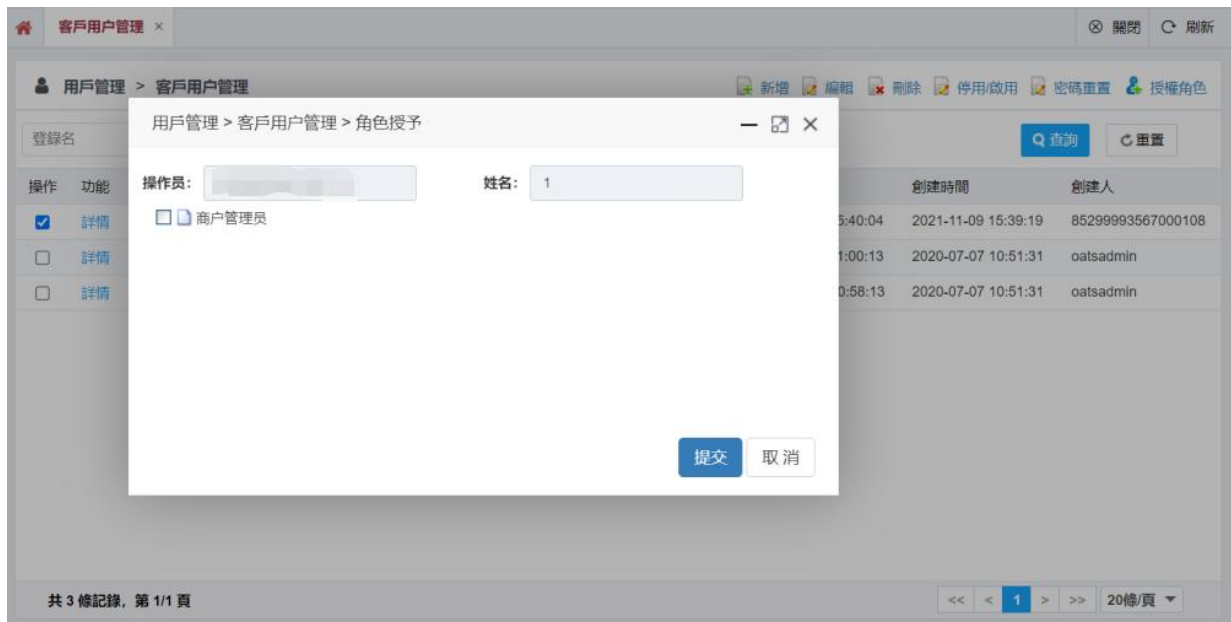 客戶用户管理 × ⊗ 關閉 刷新
用戶管理 > 客戶用户管理 新增 編輯 刪除 停用/啟用 密碼重置 授權角色
登錄名 查詢 重置
用戶管理 > 客戶用户管理 > 角色授予
操作 功能 創建時間 創建人
操作员： 姓名： 1
商户管理员
詳情 5:40:04 2021-11-09 15:39:19 85299993567000108
詳情 1:00:13 2020-07-07 10:51:31 oatsadmin
詳情 0:58:13 2020-07-07 10:51:31 oatsadmin
提交 取消
共 3 條記錄，第 1/1 頁 << < 1 > >> 20條/頁